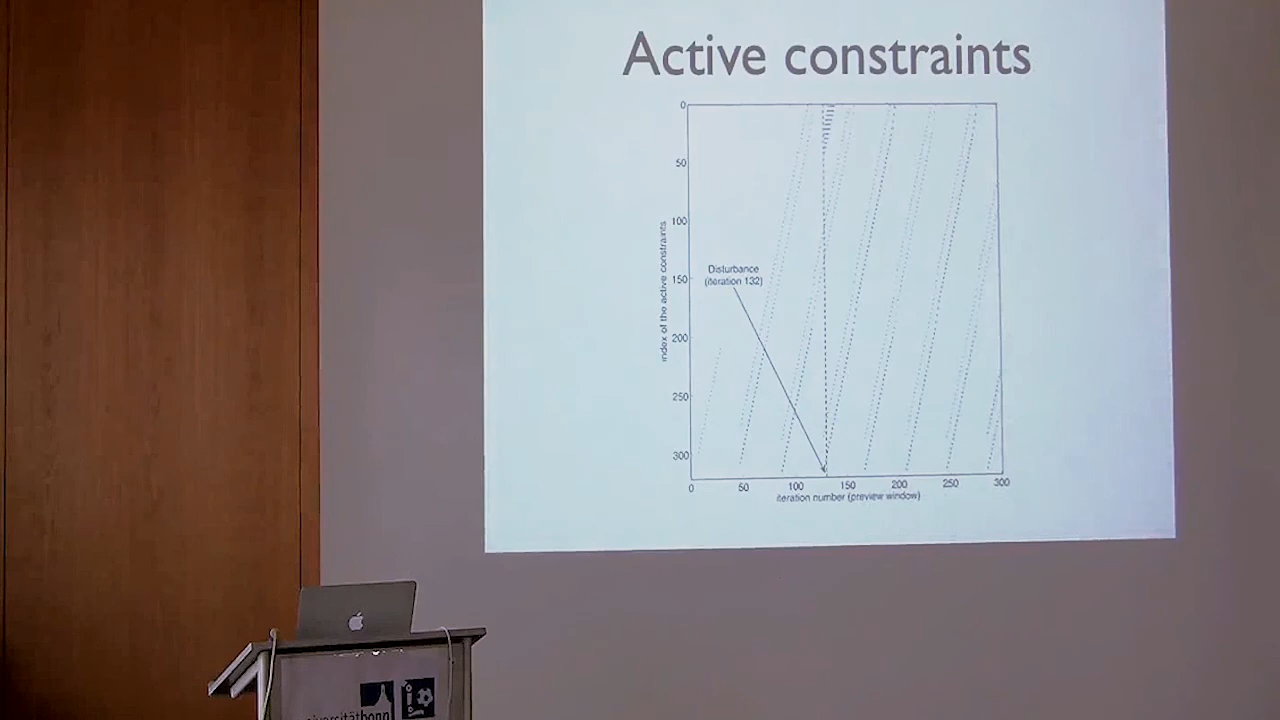 Active constraints
0
50
100
150
200
250
300
index of the active constraints
Disturbance
(iteration 132)
0 50 100 150 200 250 300
iteration number (preview window)